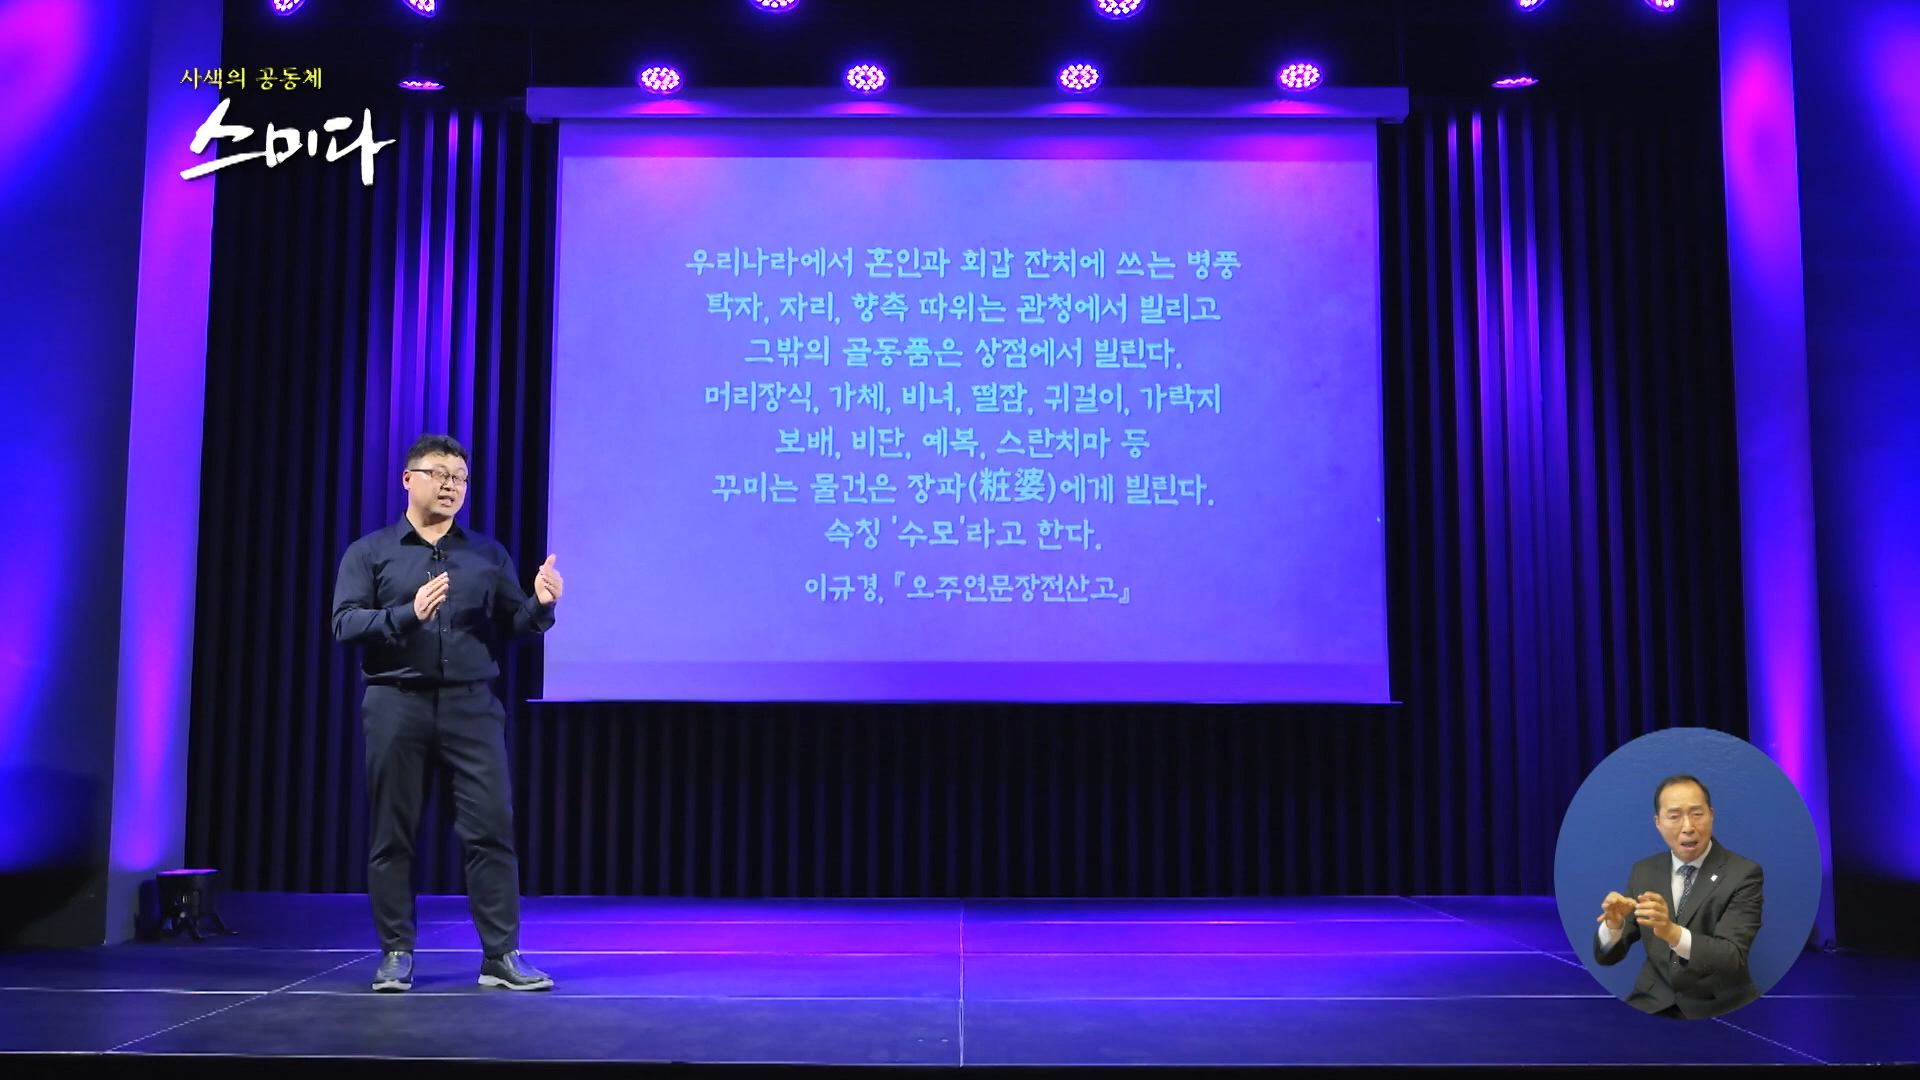 사색의 공동체
스미다
우리나라에서 혼인과 회갑 잔치에 쓰는 병풍
탁자, 자리, 향촉 따위는 관청에서 빌리고
그밖의 골동품은 상점에서 빌린다.
머리장식, 가체, 비녀, 떨잠, 귀걸이, 가락지
보배, 비단, 예복, 스란치마 등
꾸미는 물건은 장파(粧婆)에게 빌린다.
속칭 '수모'라고 한다.
이규경, 『오주연문장전산고』